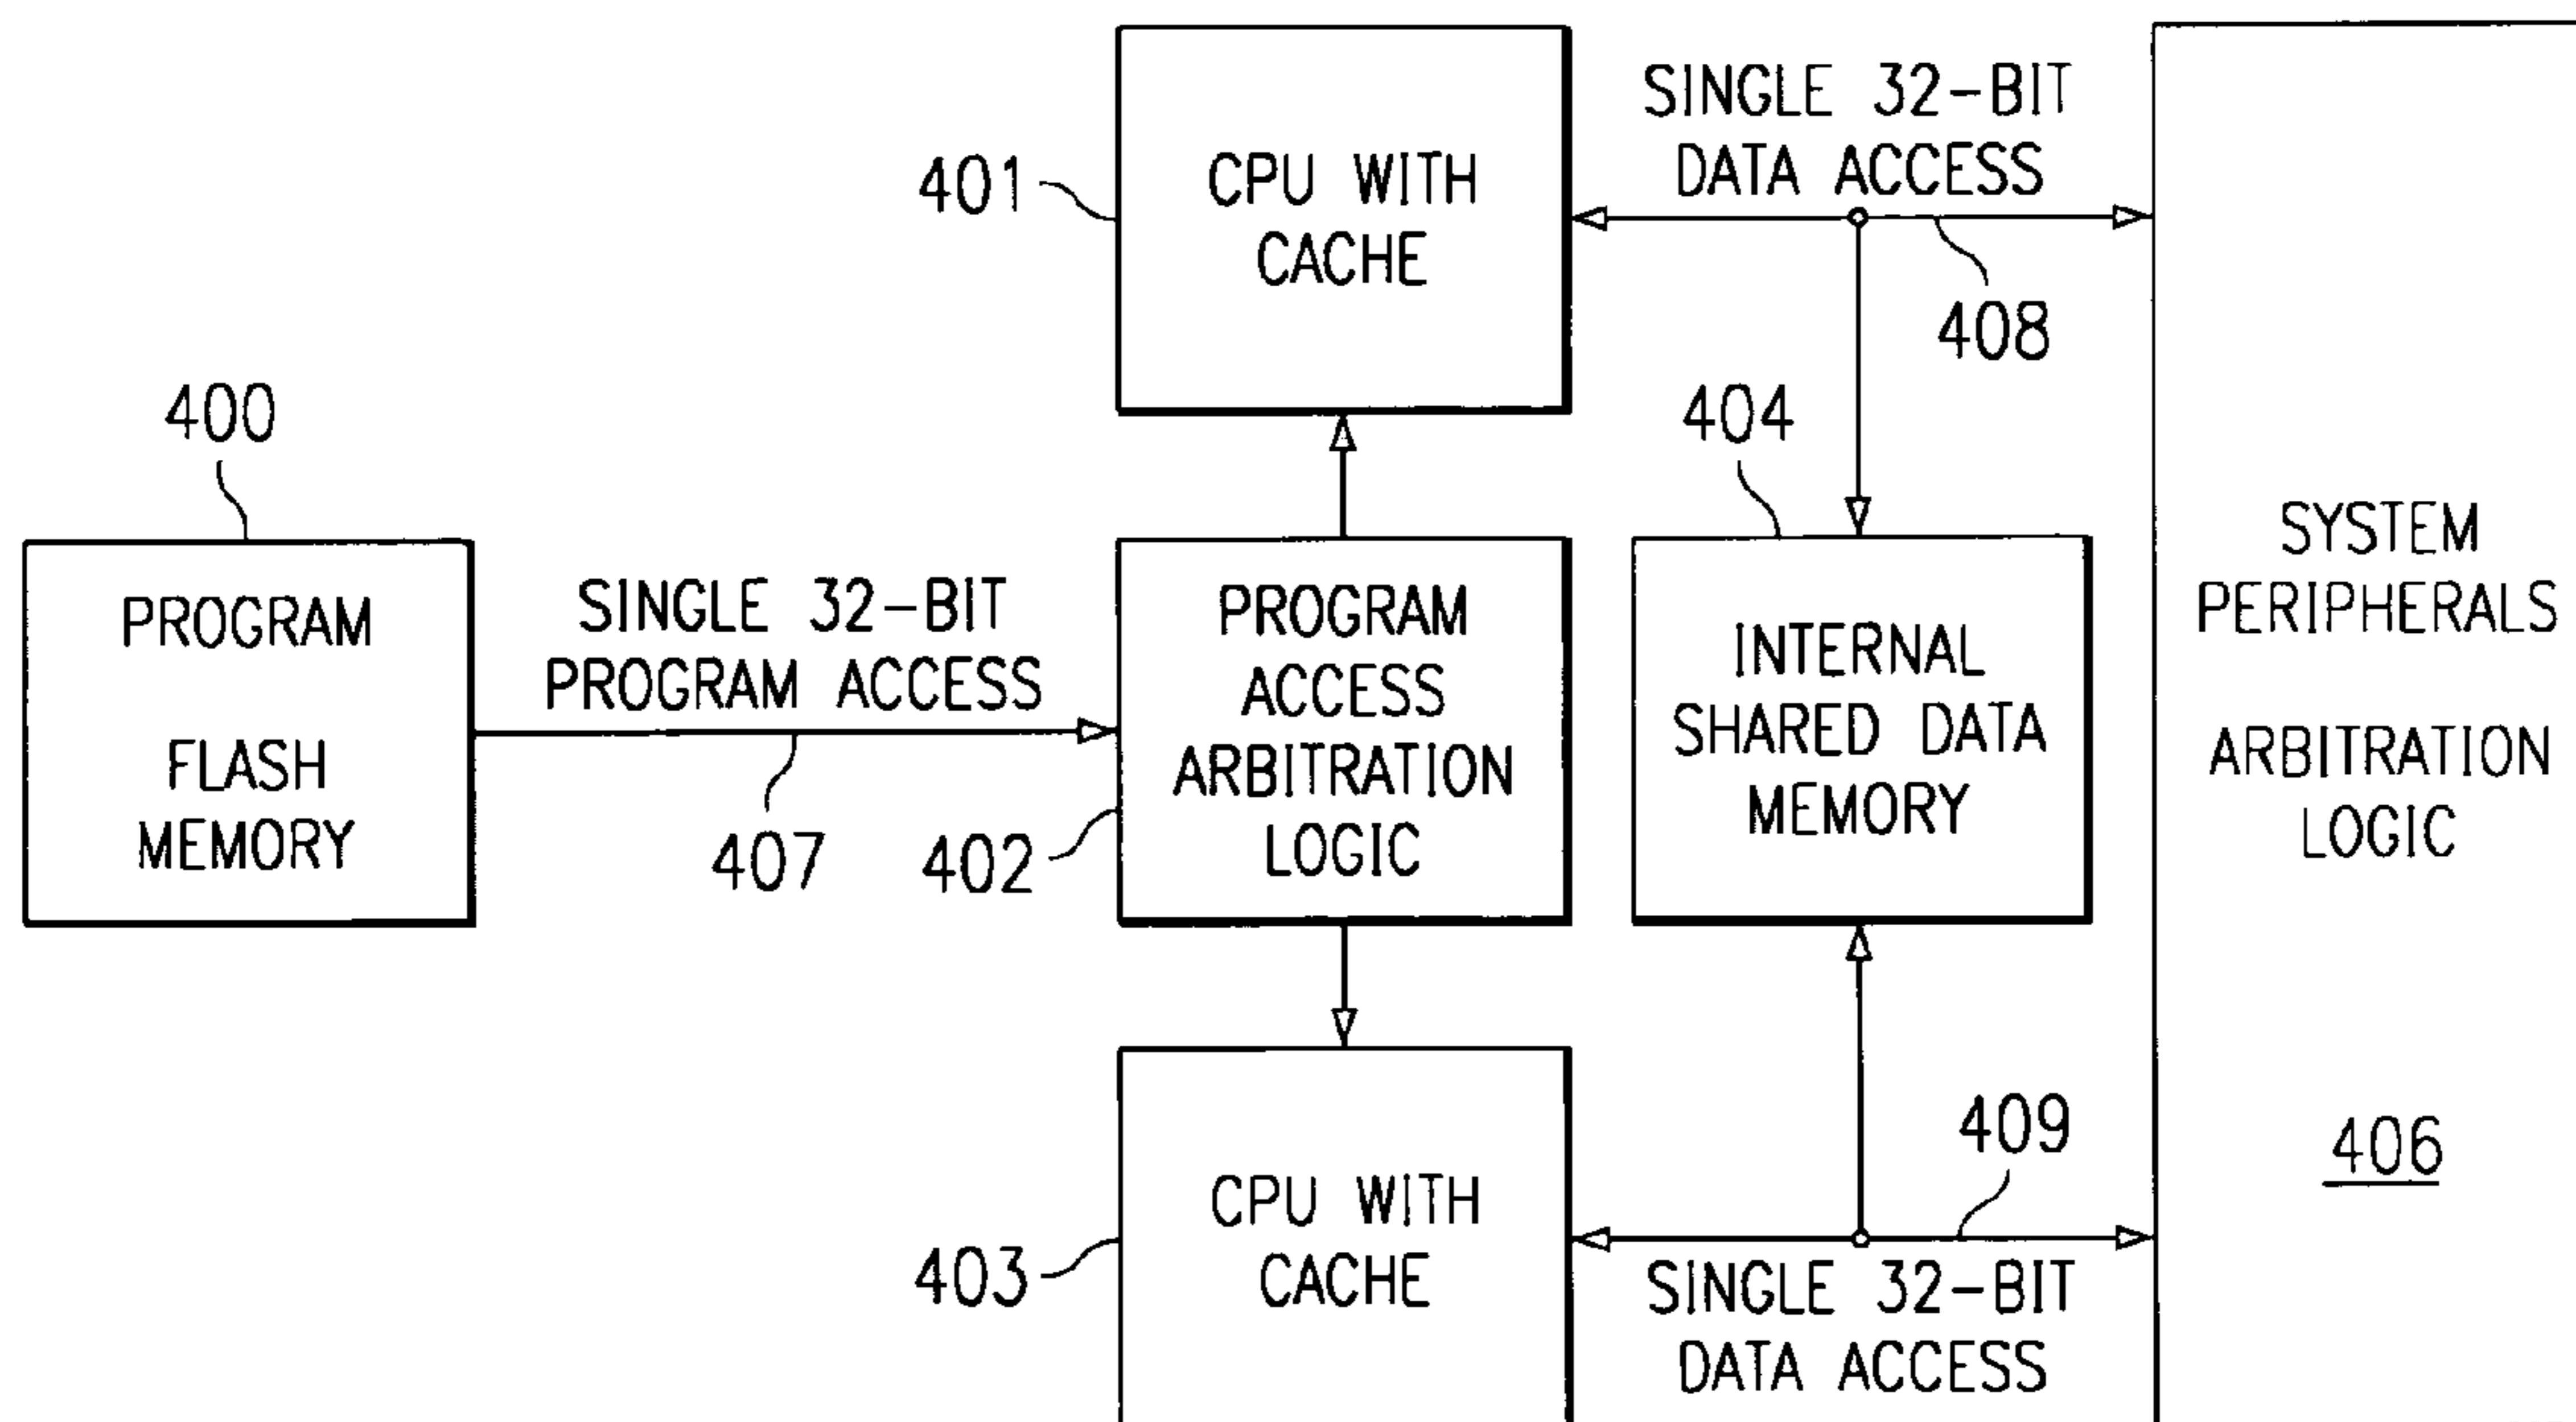 SINGLE 32-BIT
DATA ACCESS
401
CPU WITH
CACHE
408
400
404
PROGRAM
FLASH
MEMORY
SINGLE 32-BIT
PROGRAM ACCESS
407
402
PROGRAM
ACCESS
ARBITRATION
LOGIC
INTERNAL
SHARED DATA
MEMORY
SYSTEM
PERIPHERALS
ARBITRATION
LOGIC
406
409
403
CPU WITH
CACHE
SINGLE 32-BIT
DATA ACCESS